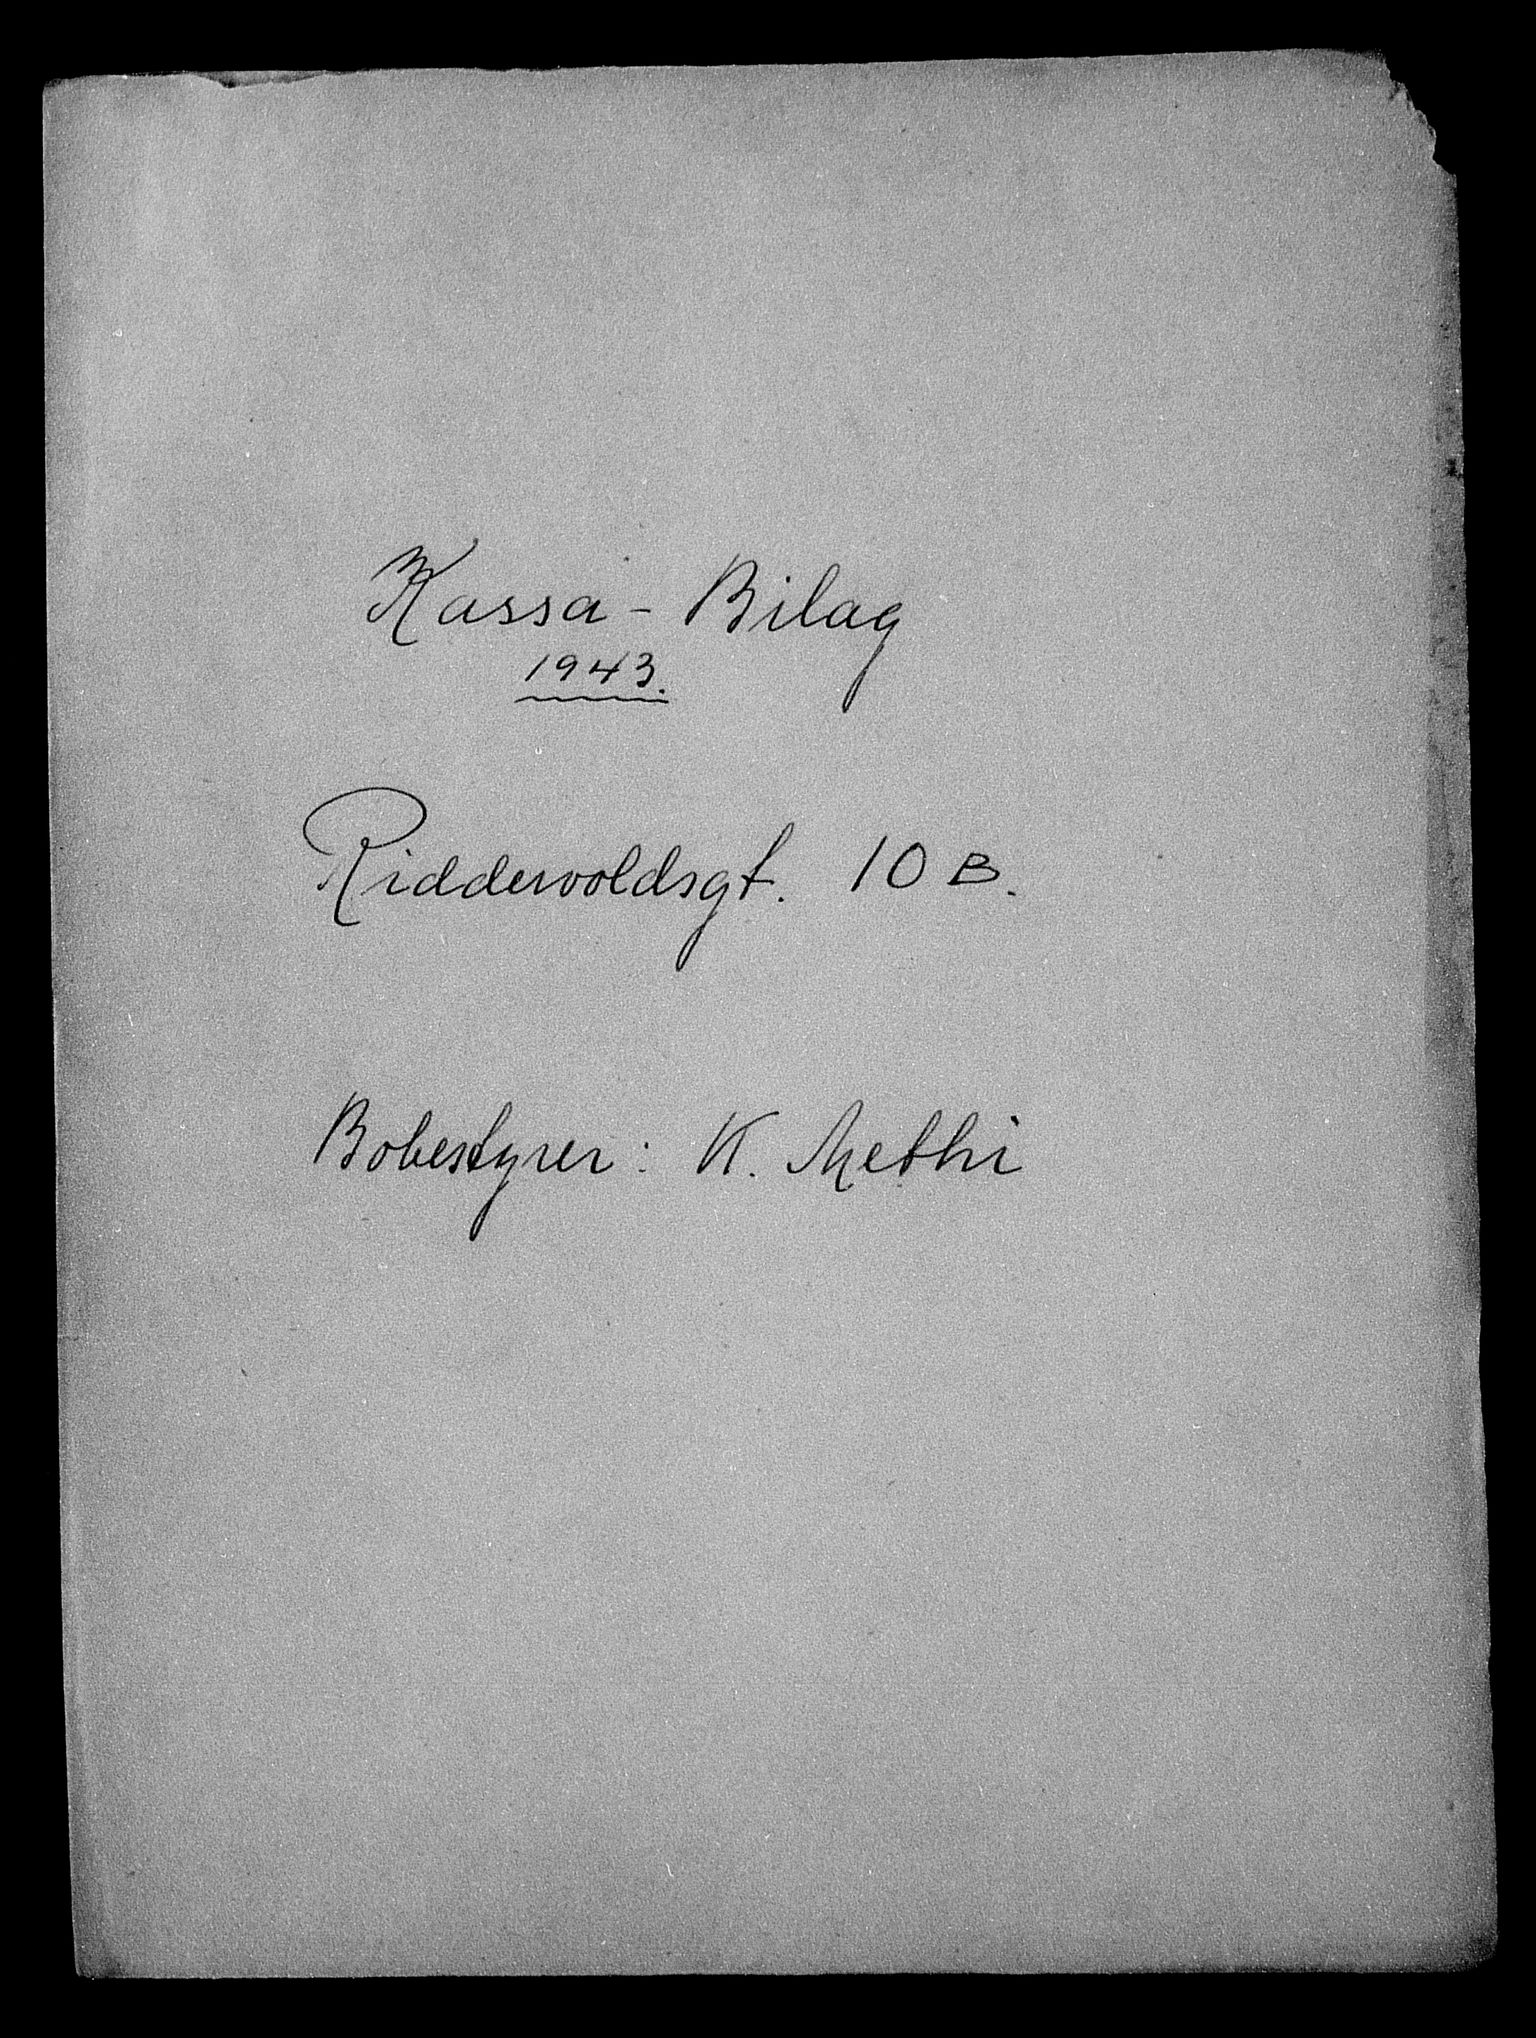 Kassa - Bilag
1943.
Riddervoldsgt. 10 B.
Bobestyrer: K. Methi